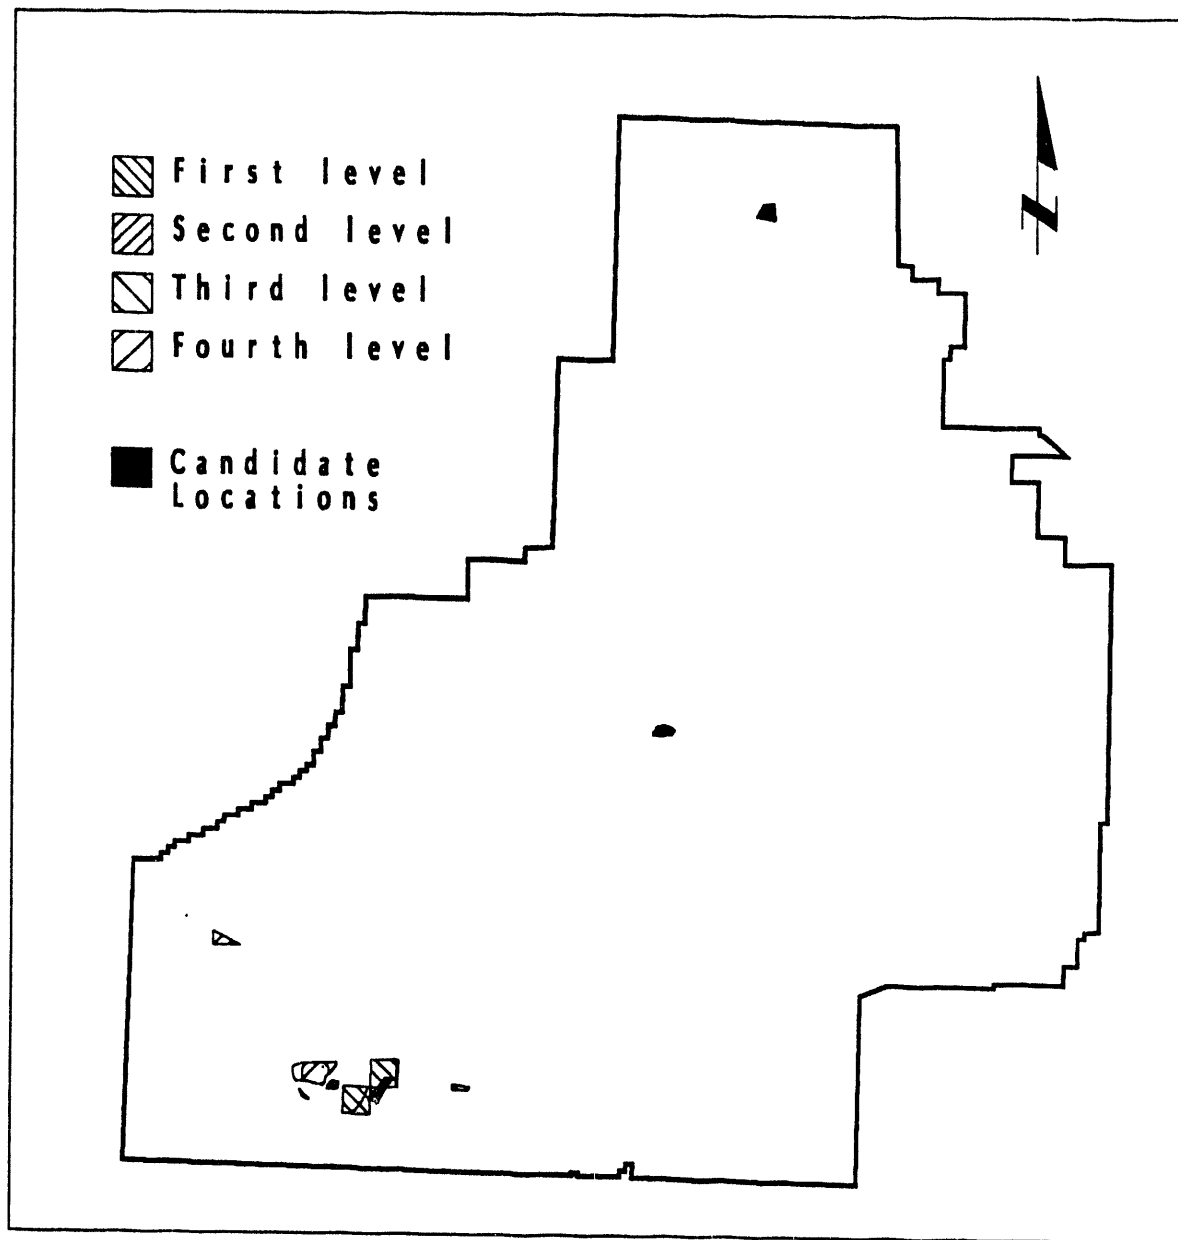 First level
Second level
Third level
Fourth level
Candidate
Locations
N